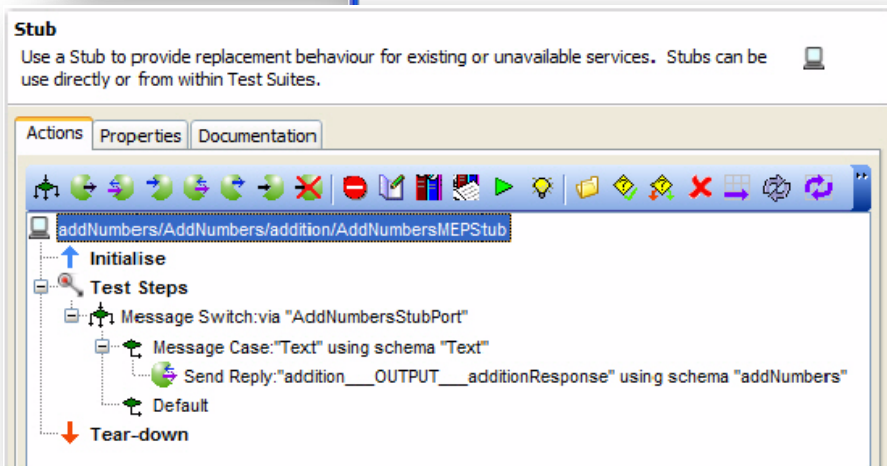 Stub
Use a Stub to provide replacement behaviour for existing or unavailable services. Stubs can be
use directly or from within Test Suites.
Actions Properties Documentation
addNumbers/AddNumbers/addition/AddNumbersMEPStub
Initialise
Test Steps
Message Switch:via "AddNumbersStubPort"
Message Case:"Text" using schema "Text"
Send Reply:"addition___OUTPUT___additionResponse" using schema "addNumbers"
Default
Tear-down